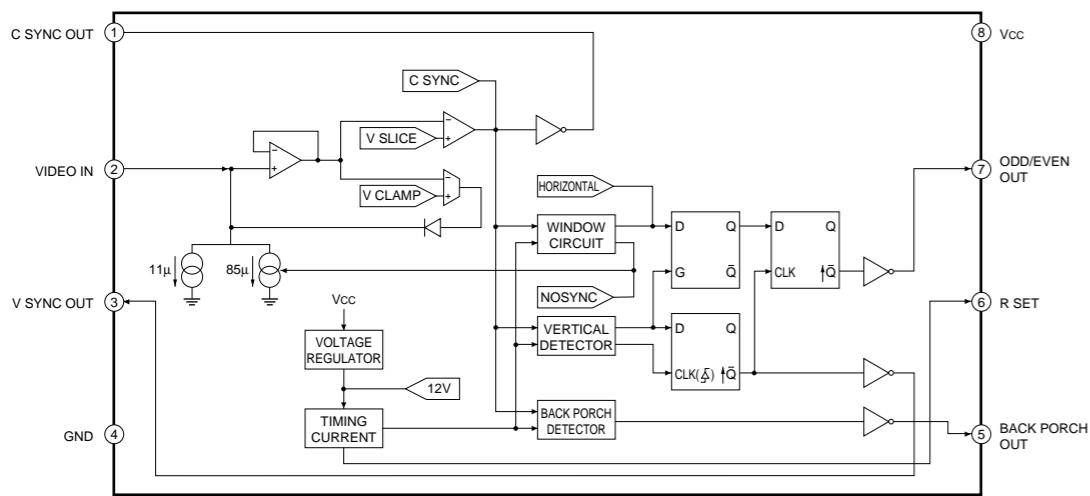 C SYNC OUT
1
8
VCC
C SYNC
V SLICE
−
+
−
+
VIDEO IN
2
7
ODD/EVEN
OUT
V CLAMP
−
+
HORIZONTAL
WINDOW
CIRCUIT
D
Q
G
Q̄
D
Q
CLK
Q̄
11μ
85μ
NOSYNC
V SYNC OUT
3
6
R SET
VCC
VOLTAGE
REGULATOR
VERTICAL
DETECTOR
D
Q
CLK( )
Q̄
12V
TIMING
CURRENT
BACK PORCH
DETECTOR
GND
4
5
BACK PORCH
OUT